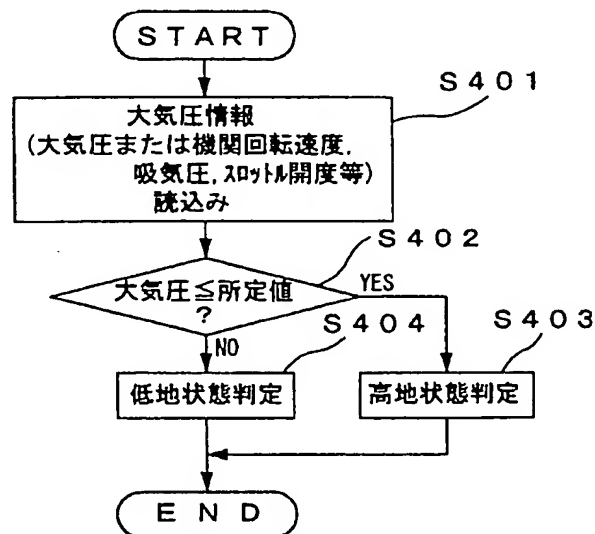 START
S401
大気圧情報
(大気圧または機関回転速度,
吸気圧,ｽﾛｯﾄﾙ開度等)
読込み
S402
大気圧≦所定値
?
YES
NO
S404
S403
低地状態判定
高地状態判定
END